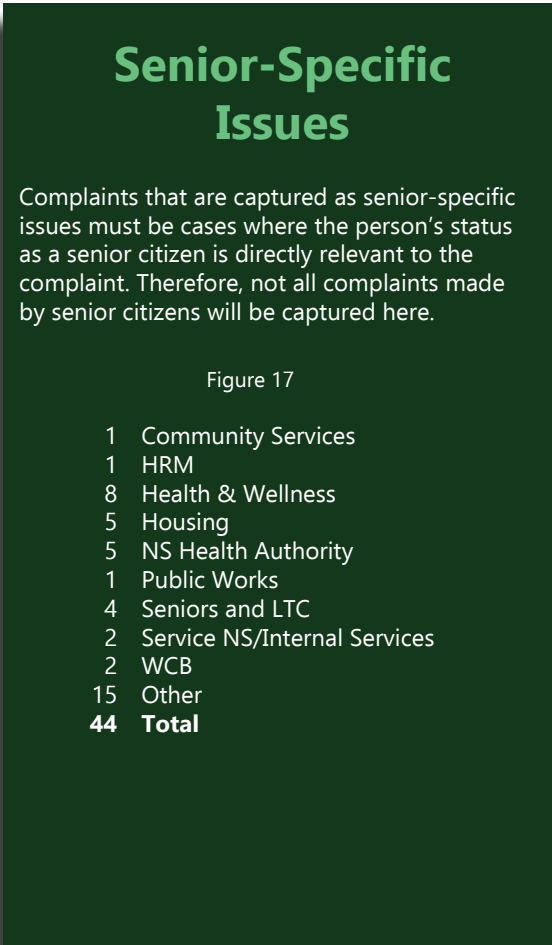 Senior-Specific
Issues
Complaints that are captured as senior-specific
issues must be cases where the person's status
as a senior citizen is directly relevant to the
complaint. Therefore, not all complaints made
by senior citizens will be captured here.
Figure 17
1 Community Services
1 HRM
8 Health & Wellness
5 Housing
5 NS Health Authority
1 Public Works
4 Seniors and LTC
2 Service NS/Internal Services
2 WCB
15 Other
44 Total